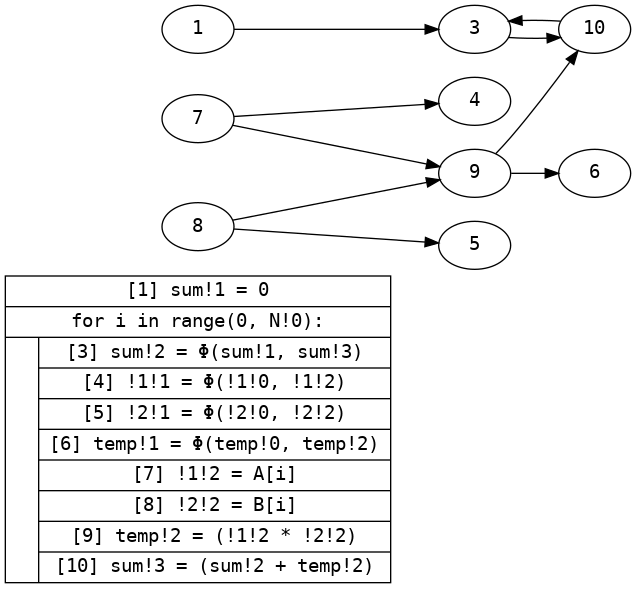 1
3
10
7
4
9
6
8
5
[1] sum!1 = 0
for i in range(0, N!0):
[3] sum!2 = Φ(sum!1, sum!3)
[4] !1!1 = Φ(!1!0, !1!2)
[5] !2!1 = Φ(!2!0, !2!2)
[6] temp!1 = Φ(temp!0, temp!2)
[7] !1!2 = A[i]
[8] !2!2 = B[i]
[9] temp!2 = (!1!2 * !2!2)
[10] sum!3 = (sum!2 + temp!2)